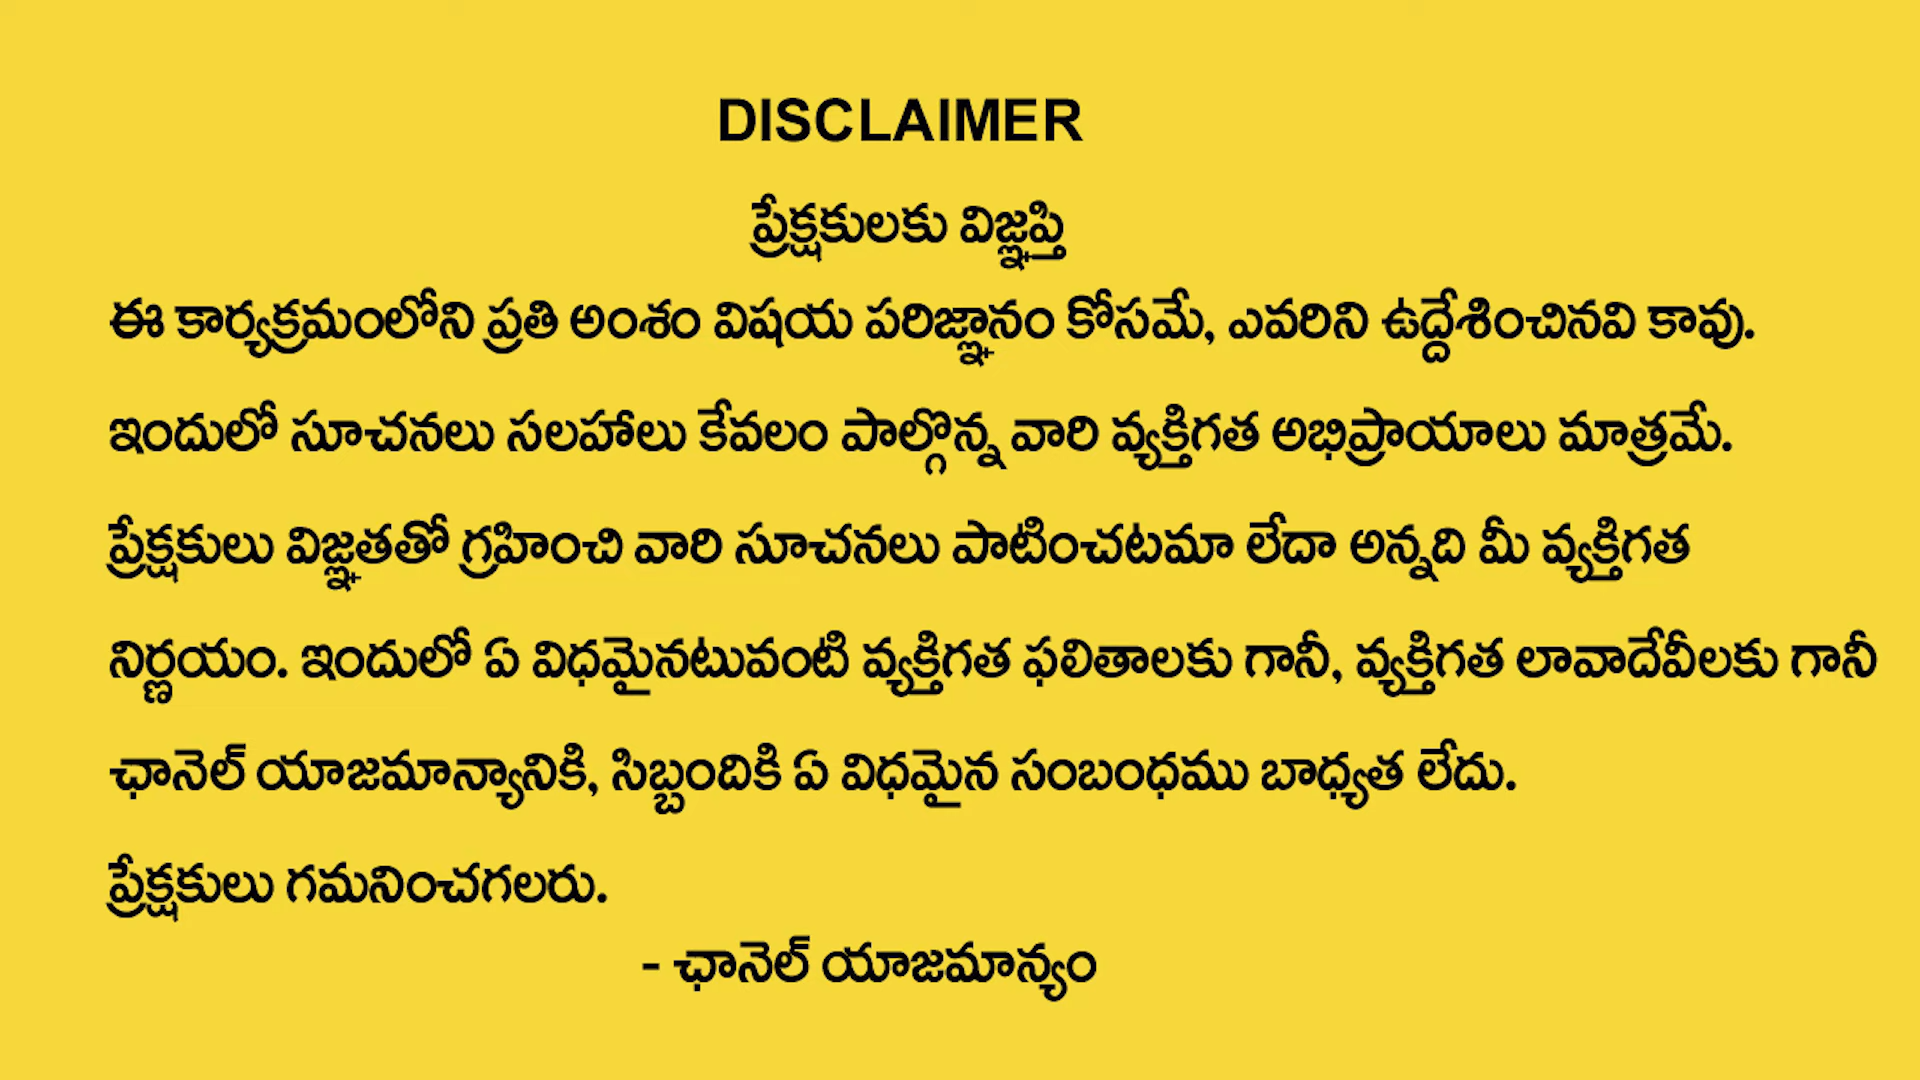 DISCLAIMER
ప్రేక్షకులకు విజ్ఞప్తి
ఈ కార్యక్రమంలోని ప్రతి అంశం విషయ పరిజ్ఞానం కోసమే, ఎవరిని ఉద్దేశించినవి కావు.
ఇందులో సూచనలు సలహాలు కేవలం పాల్గొన్న వారి వ్యక్తిగత అభిప్రాయాలు మాత్రమే.
ప్రేక్షకులు విజ్ఞతతో గ్రహించి వారి సూచనలు పాటించటమా లేదా అన్నది మీ వ్యక్తిగత
నిర్ణయం. ఇందులో ఏ విధమైనటువంటి వ్యక్తిగత ఫలితాలకు గానీ, వ్యక్తిగత లావాదేవీలకు గానీ
ఛానెల్ యాజమాన్యానికి, సిబ్బందికి ఏ విధమైన సంబంధము బాధ్యత లేదు.
ప్రేక్షకులు గమనించగలరు.
- ఛానెల్ యాజమాన్యం